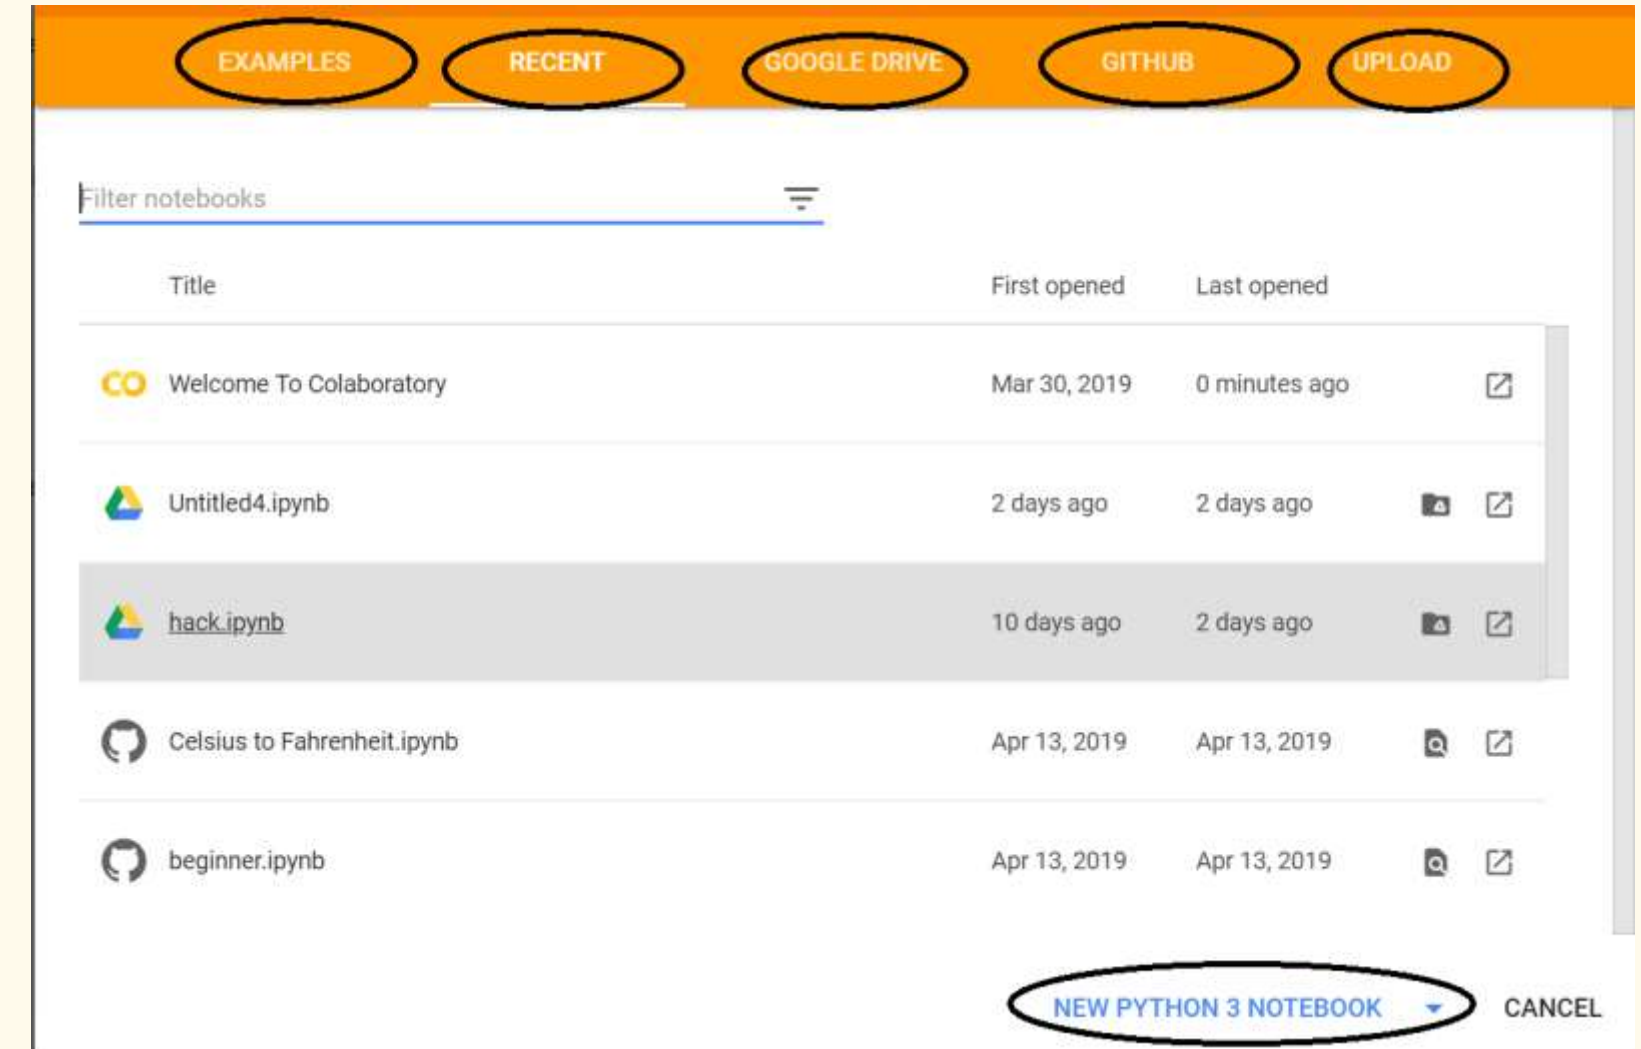 EXAMPLES RECENT GOOGLE DRIVE GITHUB UPLOAD
Filter notebooks
Title First opened Last opened
CO Welcome To Colaboratory Mar 30, 2019 0 minutes ago
Untitled4.ipynb 2 days ago 2 days ago
hack.ipynb 10 days ago 2 days ago
Celsius to Fahrenheit.ipynb Apr 13, 2019 Apr 13, 2019
beginner.ipynb Apr 13, 2019 Apr 13, 2019
NEW PYTHON 3 NOTEBOOK CANCEL